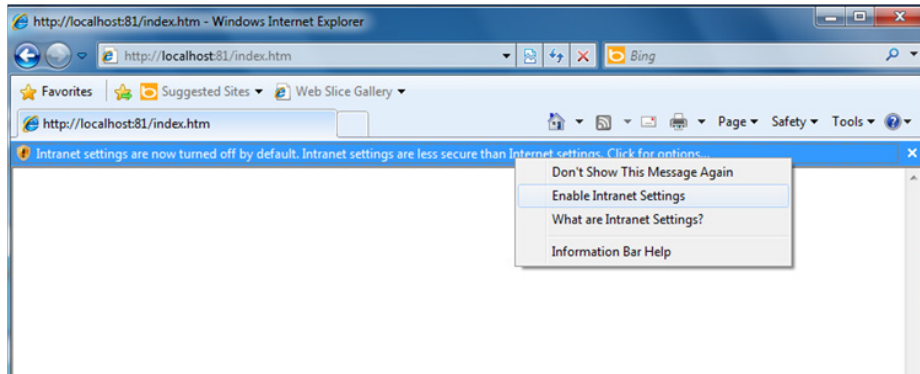 http://localhost:81/index.htm - Windows Internet Explorer
http://localhost:81/index.htm
Bing
Favorites Suggested Sites Web Slice Gallery
http://localhost:81/index.htm Page Safety Tools
Intranet settings are now turned off by default. Intranet settings are less secure than Internet settings. Click for options...
Don't Show This Message Again
Enable Intranet Settings
What are Intranet Settings?
Information Bar Help